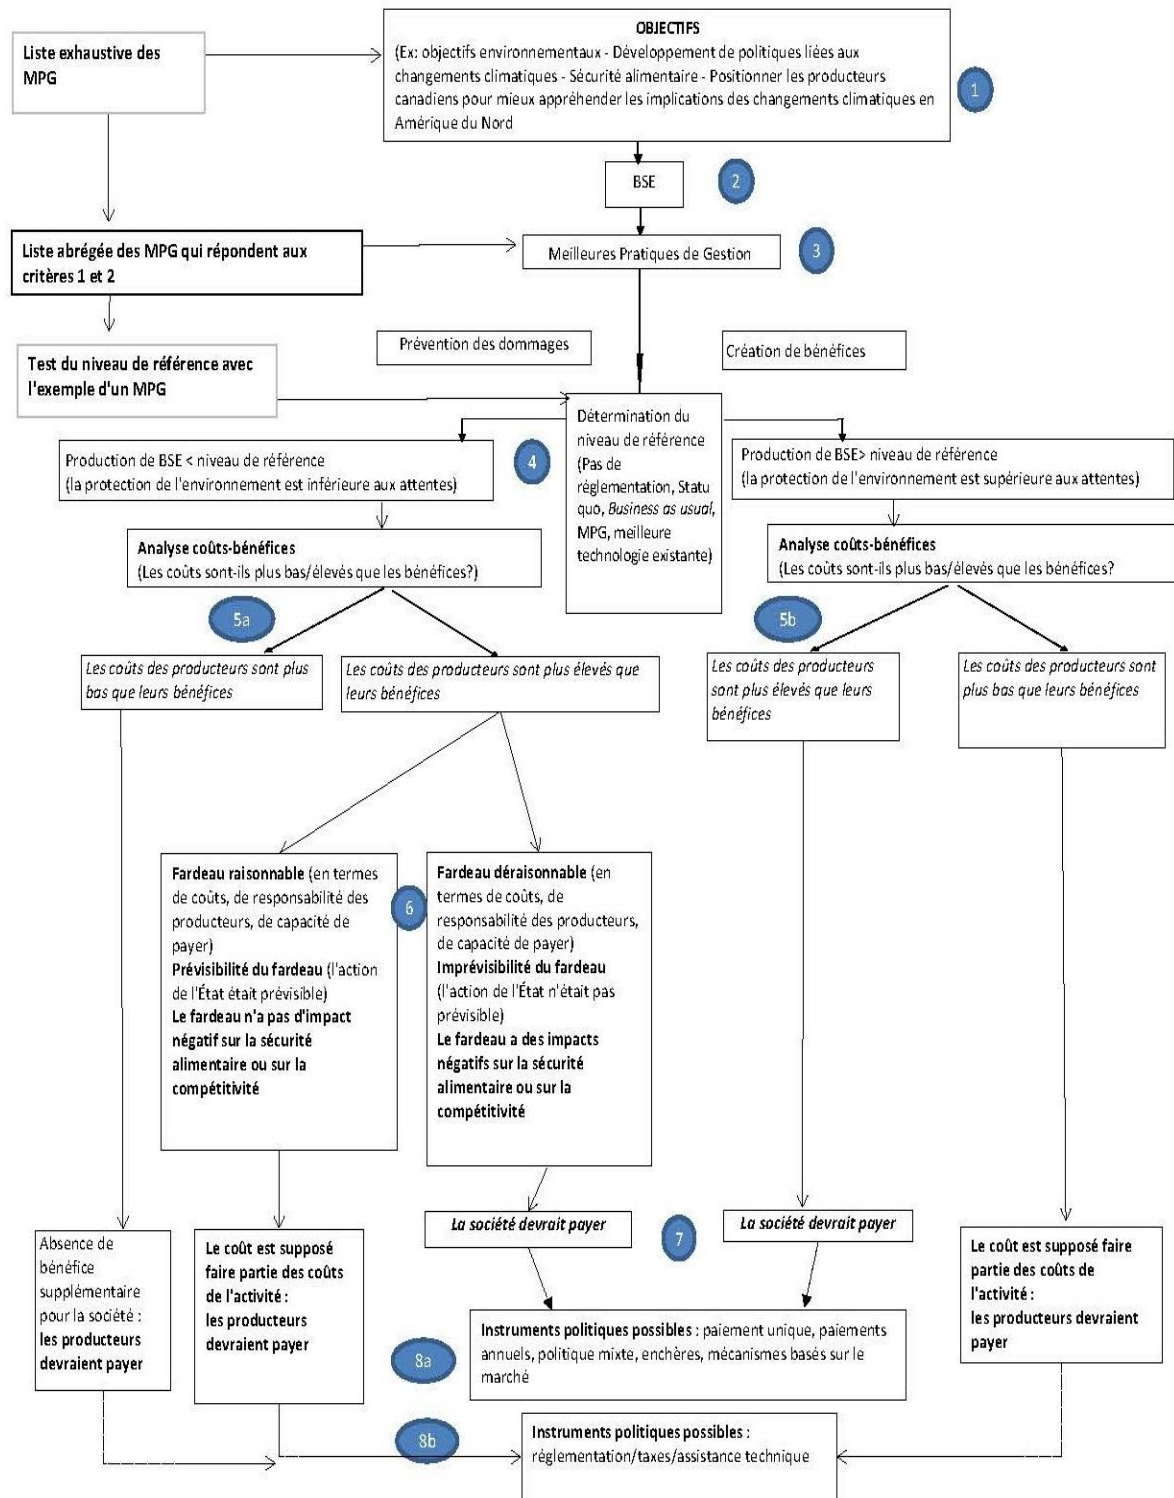 OBJECTIFS
(Ex: objectifs environnementaux - Développement de politiques liées aux
changements climatiques - Sécurité alimentaire - Positionner les producteurs
canadiens pour mieux appréhender les implications des changements climatiques en
Amérique du Nord
Liste exhaustive des
MPG
1
BSE
2
Liste abrégée des MPG qui répondent aux
critères 1 et 2
Meilleures Pratiques de Gestion
3
Prévention des dommages
Création de bénéfices
Test du niveau de référence avec
l'exemple d'un MPG
Détermination du
niveau de référence
(Pas de
réglementation, Statu
quo, Business as usual,
MPG, meilleure
technologie existante)
4
Production de BSE < niveau de référence
(la protection de l'environnement est inférieure aux attentes)
Production de BSE> niveau de référence
(la protection de l'environnement est supérieure aux attentes)
Analyse coûts-bénéfices
(Les coûts sont-ils plus bas/élevés que les bénéfices?)
Analyse coûts-bénéfices
(Les coûts sont-ils plus bas/élevés que les bénéfices?
5a
5b
Les coûts des producteurs sont plus
bas que leurs bénéfices
Les coûts des producteurs sont plus élevés que
leurs bénéfices
Les coûts des producteurs
sont plus élevés que leurs
bénéfices
Les coûts des producteurs sont
plus bas que leurs bénéfices
Fardeau raisonnable (en
termes de coûts, de
responsabilité des
producteurs, de capacité de
payer)
Prévisibilité du fardeau (l'action
de l'État était prévisible)
Le fardeau n'a pas d'impact
négatif sur la sécurité
alimentaire ou sur la
compétitivité
6
Fardeau déraisonnable (en
termes de coûts, de
responsabilité des producteurs,
de capacité de payer)
Imprévisibilité du fardeau
(l'action de l'État n'était pas
prévisible)
Le fardeau a des impacts
négatifs sur la sécurité
alimentaire ou sur la
compétitivité
La société devrait payer
7
La société devrait payer
Absence de
bénéfice
supplémentaire
pour la société :
les producteurs
devraient payer
Le coût est supposé
faire partie des coûts
de l'activité :
les producteurs
devraient payer
Le coût est supposé faire
partie des coûts de
l'activité :
les producteurs devraient
payer
8a
Instruments politiques possibles : paiement unique, paiements
annuels, politique mixte, enchères, mécanismes basés sur le
marché
8b
Instruments politiques possibles :
réglementation/taxes/assistance technique